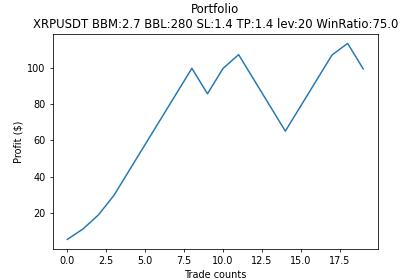 Portfolio
XRPUSDT BBM:2.7 BBL:280 SL:1.4 TP:1.4 lev:20 WinRatio:75.0
Profit ($)
100
80
60
40
20
0.0 2.5 5.0 7.5 10.0 12.5 15.0 17.5
Trade counts